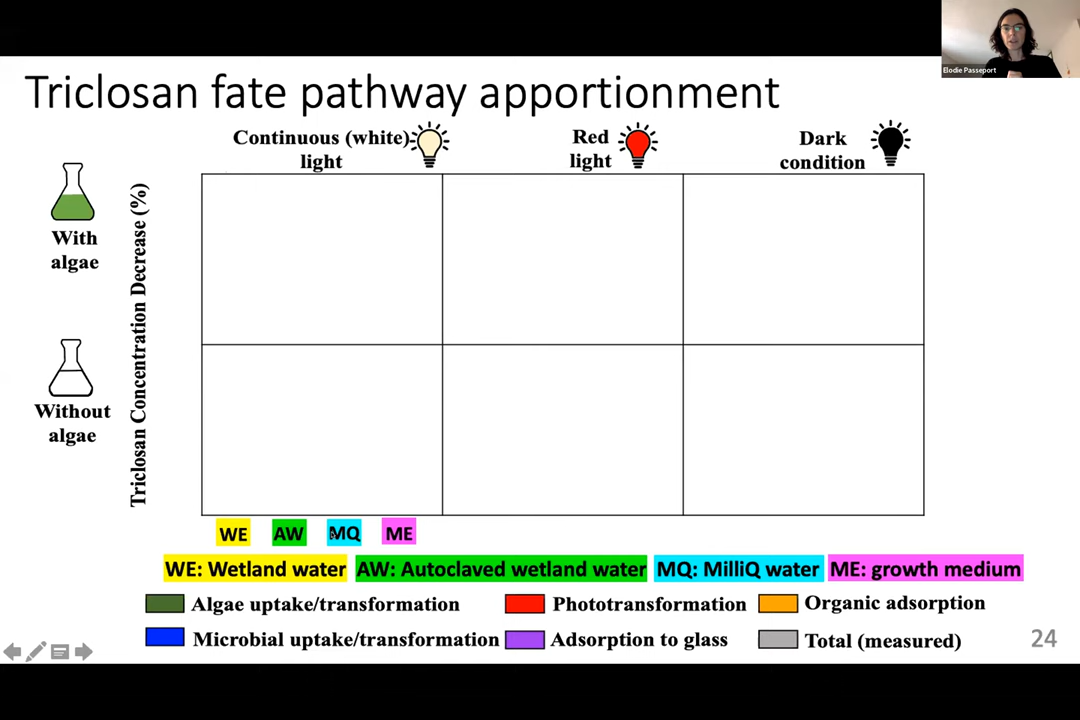 Elodie Passeport
Triclosan fate pathway apportionment
Continuous (white)
light
Red
light
Dark
condition
With
algae
Without
algae
Triclosan Concentration Decrease (%)
WE AW MQ ME
WE: Wetland water AW: Autoclaved wetland water MQ: MilliQ water ME: growth medium
Algae uptake/transformation Phototransformation Organic adsorption
Microbial uptake/transformation Adsorption to glass Total (measured)
24